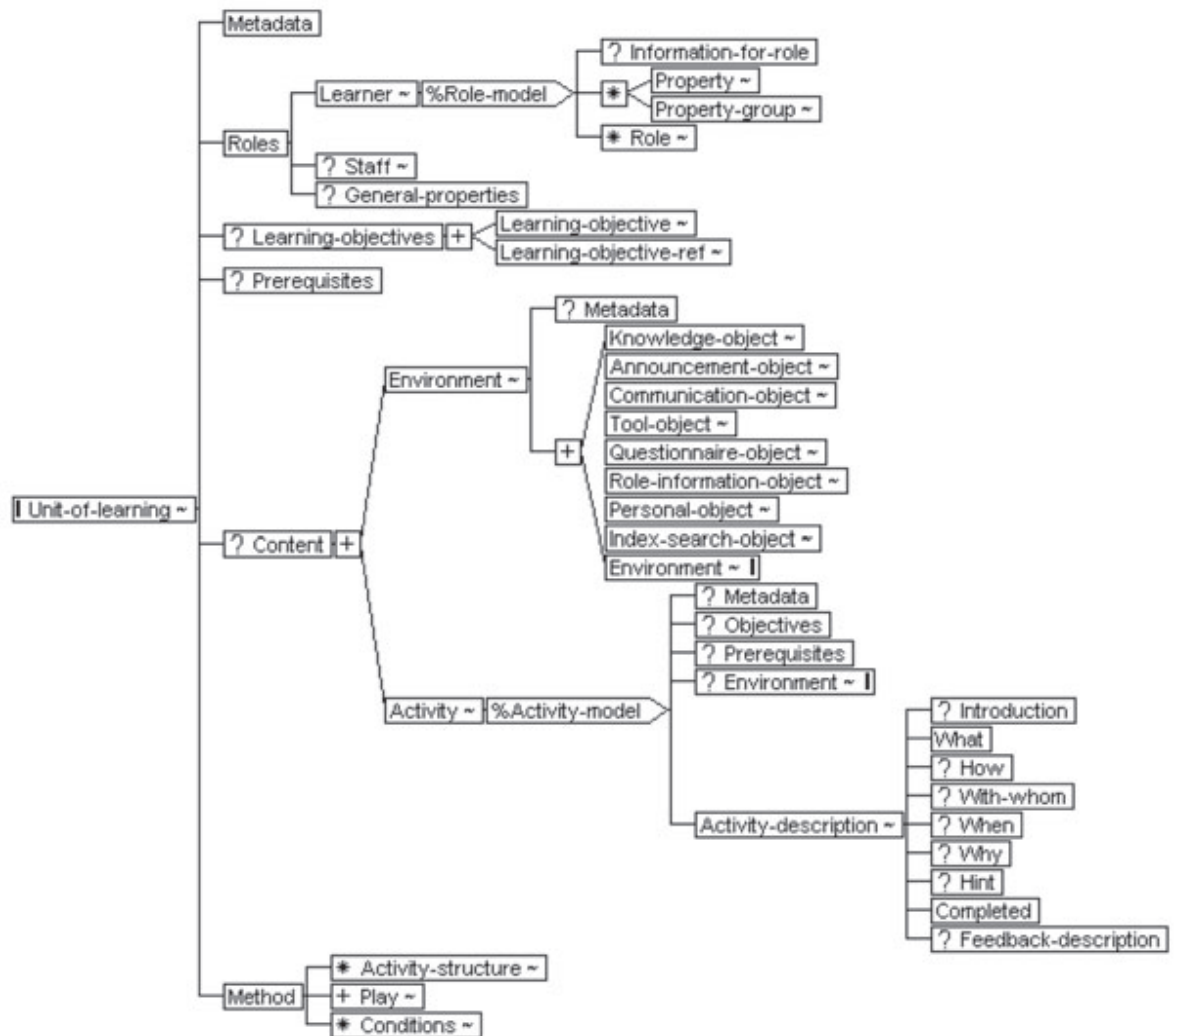 Metadata
? Information-for-role
Learner ~ %Role-model * Property ~
Property-group ~
Roles
* Role ~
? Staff ~
? General-properties
Learning-objective ~
? Learning-objectives +
Learning-objective-ref ~
? Prerequisites
? Metadata
Knowledge-object ~
Announcement-object ~
Environment ~
Communication-object ~
Tool-object ~
+ Questionnaire-object ~
Role-information-object ~
Unit-of-learning ~
Personal-object ~
Index-search-object ~
? Content +
Environment ~
? Metadata
? Objectives
? Prerequisites
? Environment ~
Activity ~ %Activity-model
? Introduction
What
? How
? With-whom
Activity-description ~ ? When
? Why
? Hint
Completed
? Feedback-description
* Activity-structure ~
Method + Play ~
* Conditions ~